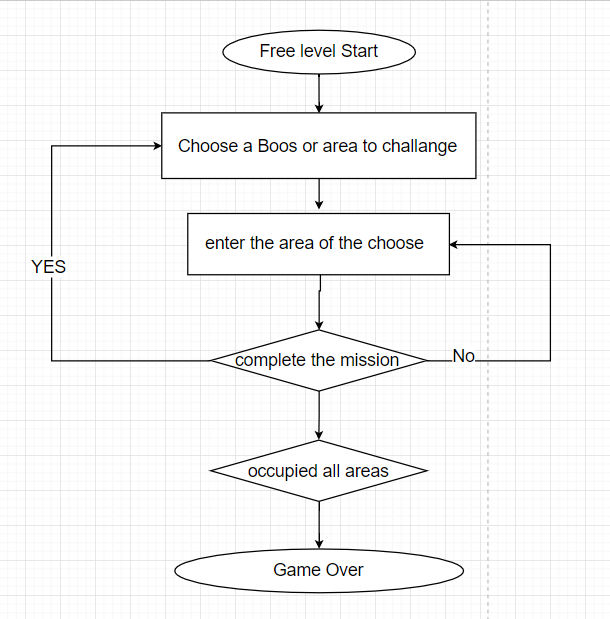 Free level Start
Choose a Boos or area to challange
enter the area of the choose
YES
complete the mission
No
occupied all areas
Game Over